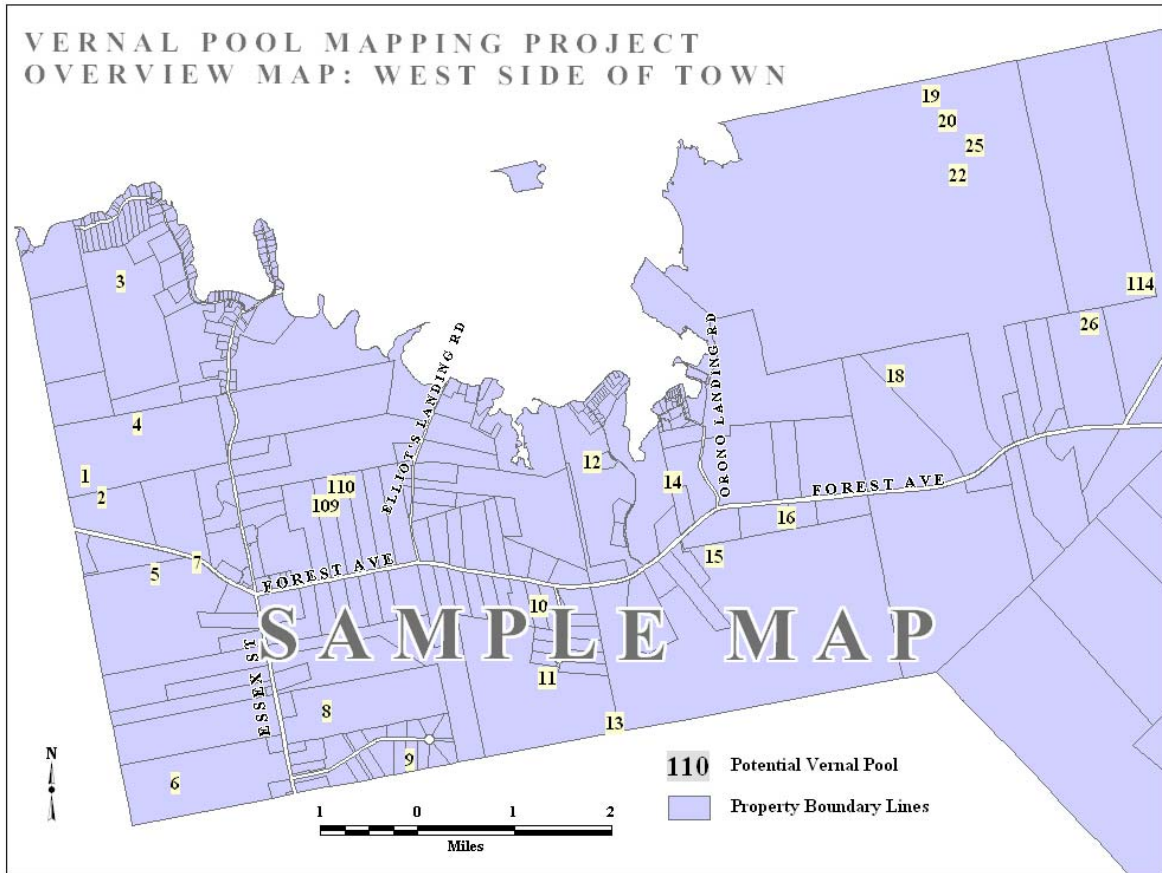 VERNAL POOL MAPPING PROJECT
OVERVIEW MAP: WEST SIDE OF TOWN
19
20
25
22
3
114
26
ELLIOT'S LANDING RD
ORONO LANDING RD
18
4
12
1
2
110
109
14
FOREST AVE
16
15
7
5
FOREST AVE
10
SAMPLE MAP
ESSEX ST
11
8
13
9
6
N
110 Potential Vernal Pool
Property Boundary Lines
1 0 1 2
Miles